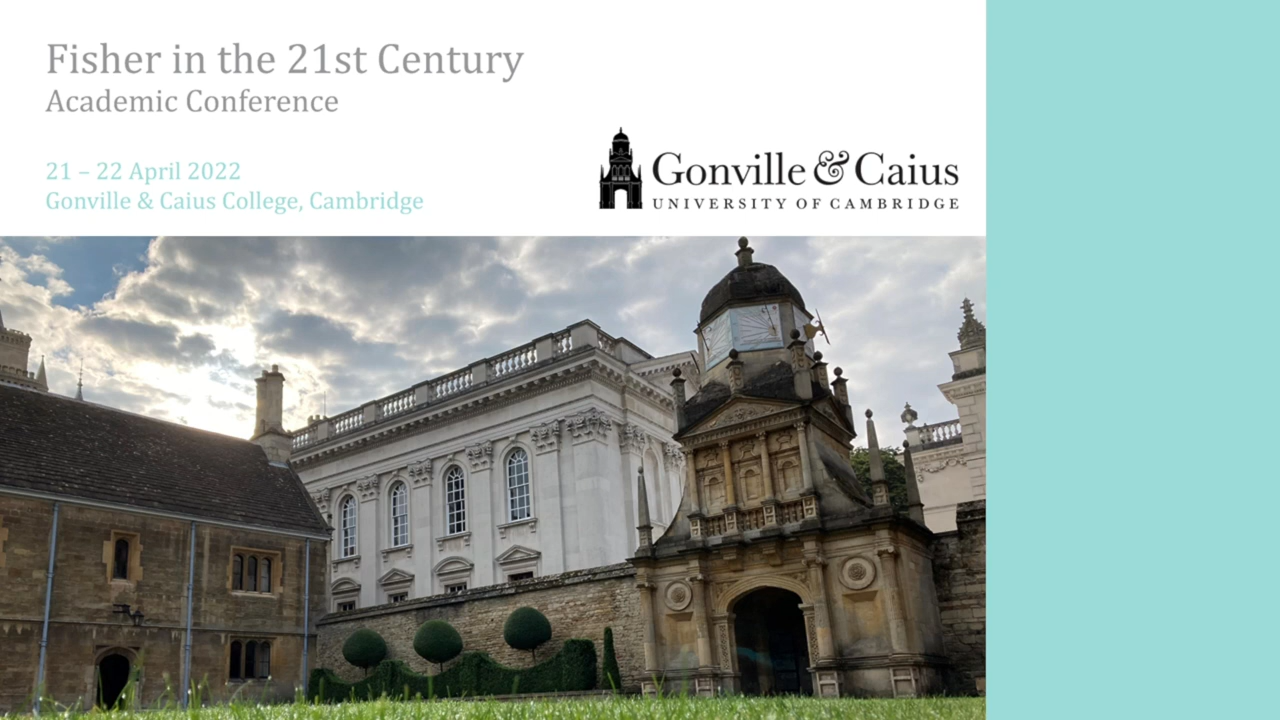 Fisher in the 21st Century
Academic Conference
21 – 22 April 2022
Gonville & Caius College, Cambridge
Gonville & Caius
UNIVERSITY OF CAMBRIDGE